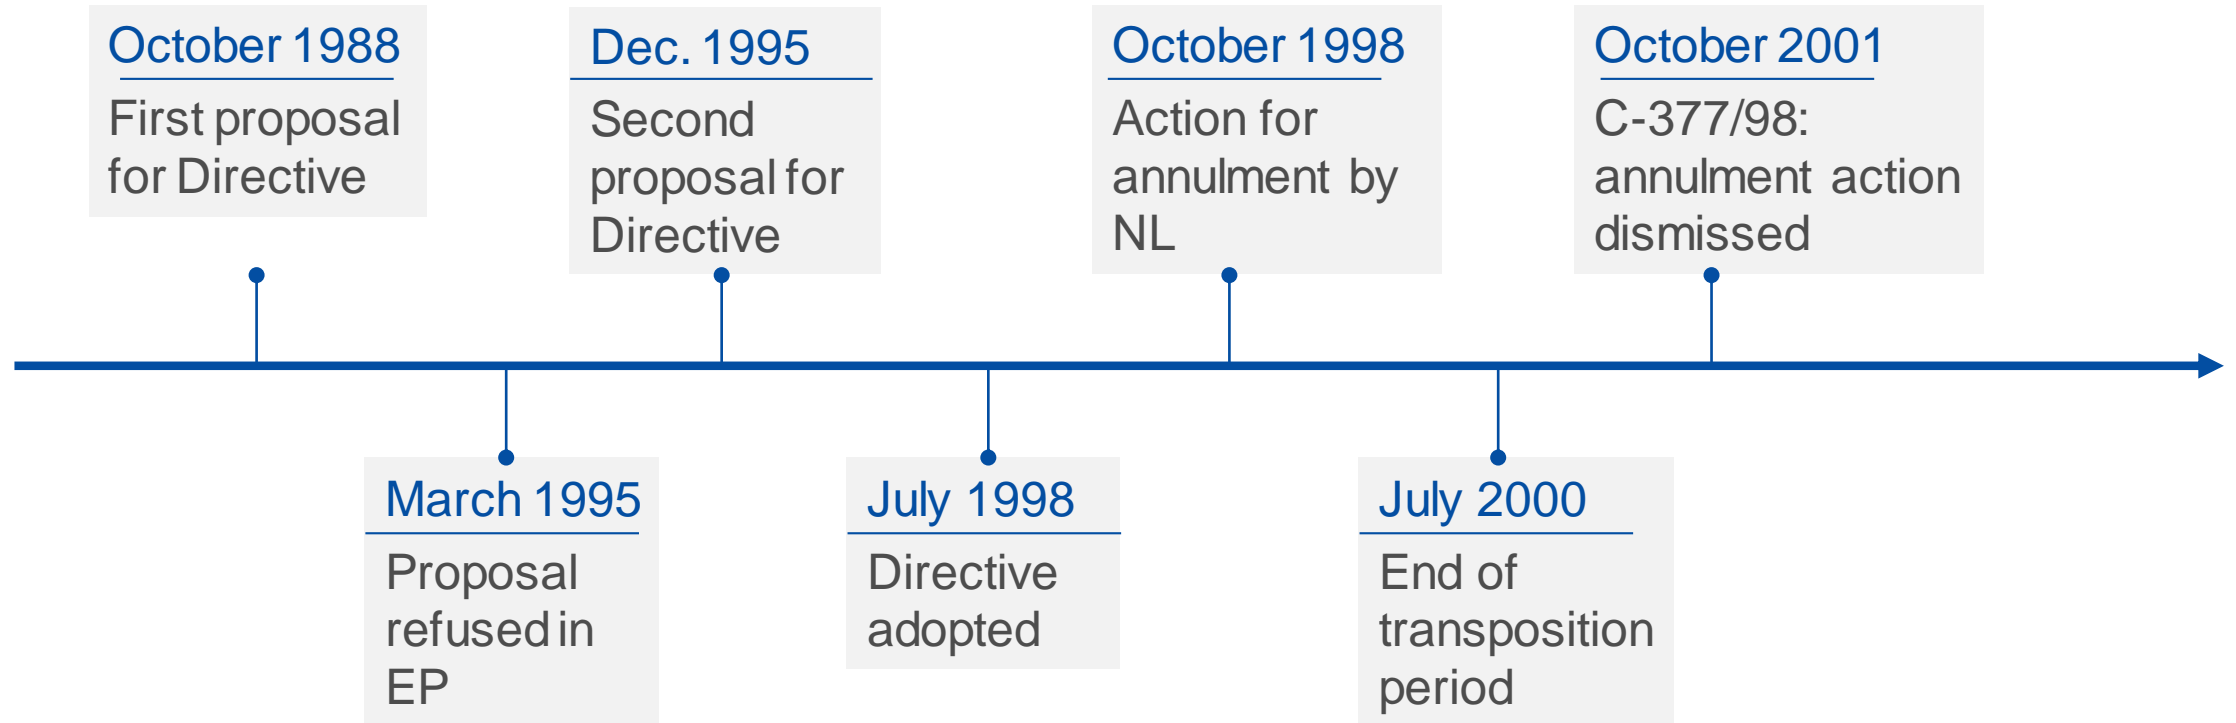 October 1988
First proposal
for Directive
March 1995
Proposal
refused in
EP
Dec. 1995
Second
proposal for
Directive
July 1998
Directive
adopted
October 1998
Action for
annulment by
NL
July 2000
End of
transposition
period
October 2001
C-377/98:
annulment action
dismissed